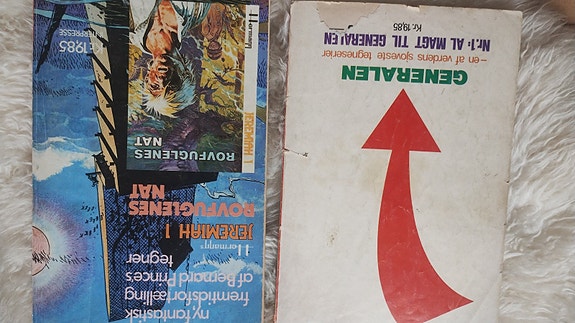 GENERALEN
– en af verdens sjoveste tegneserier
Nr.1: AL MAGT TIL GENERALEN
Kr. 19,85
ny fantastisk
fremtidsfortælling
af Bernard Prince's
tegner
Hermann
JEREMIAH 1
ROVFUGLENES
NAT
ROVFUGLENES
NAT
JEREMIAH 1
Hermann
Kr. 19,85